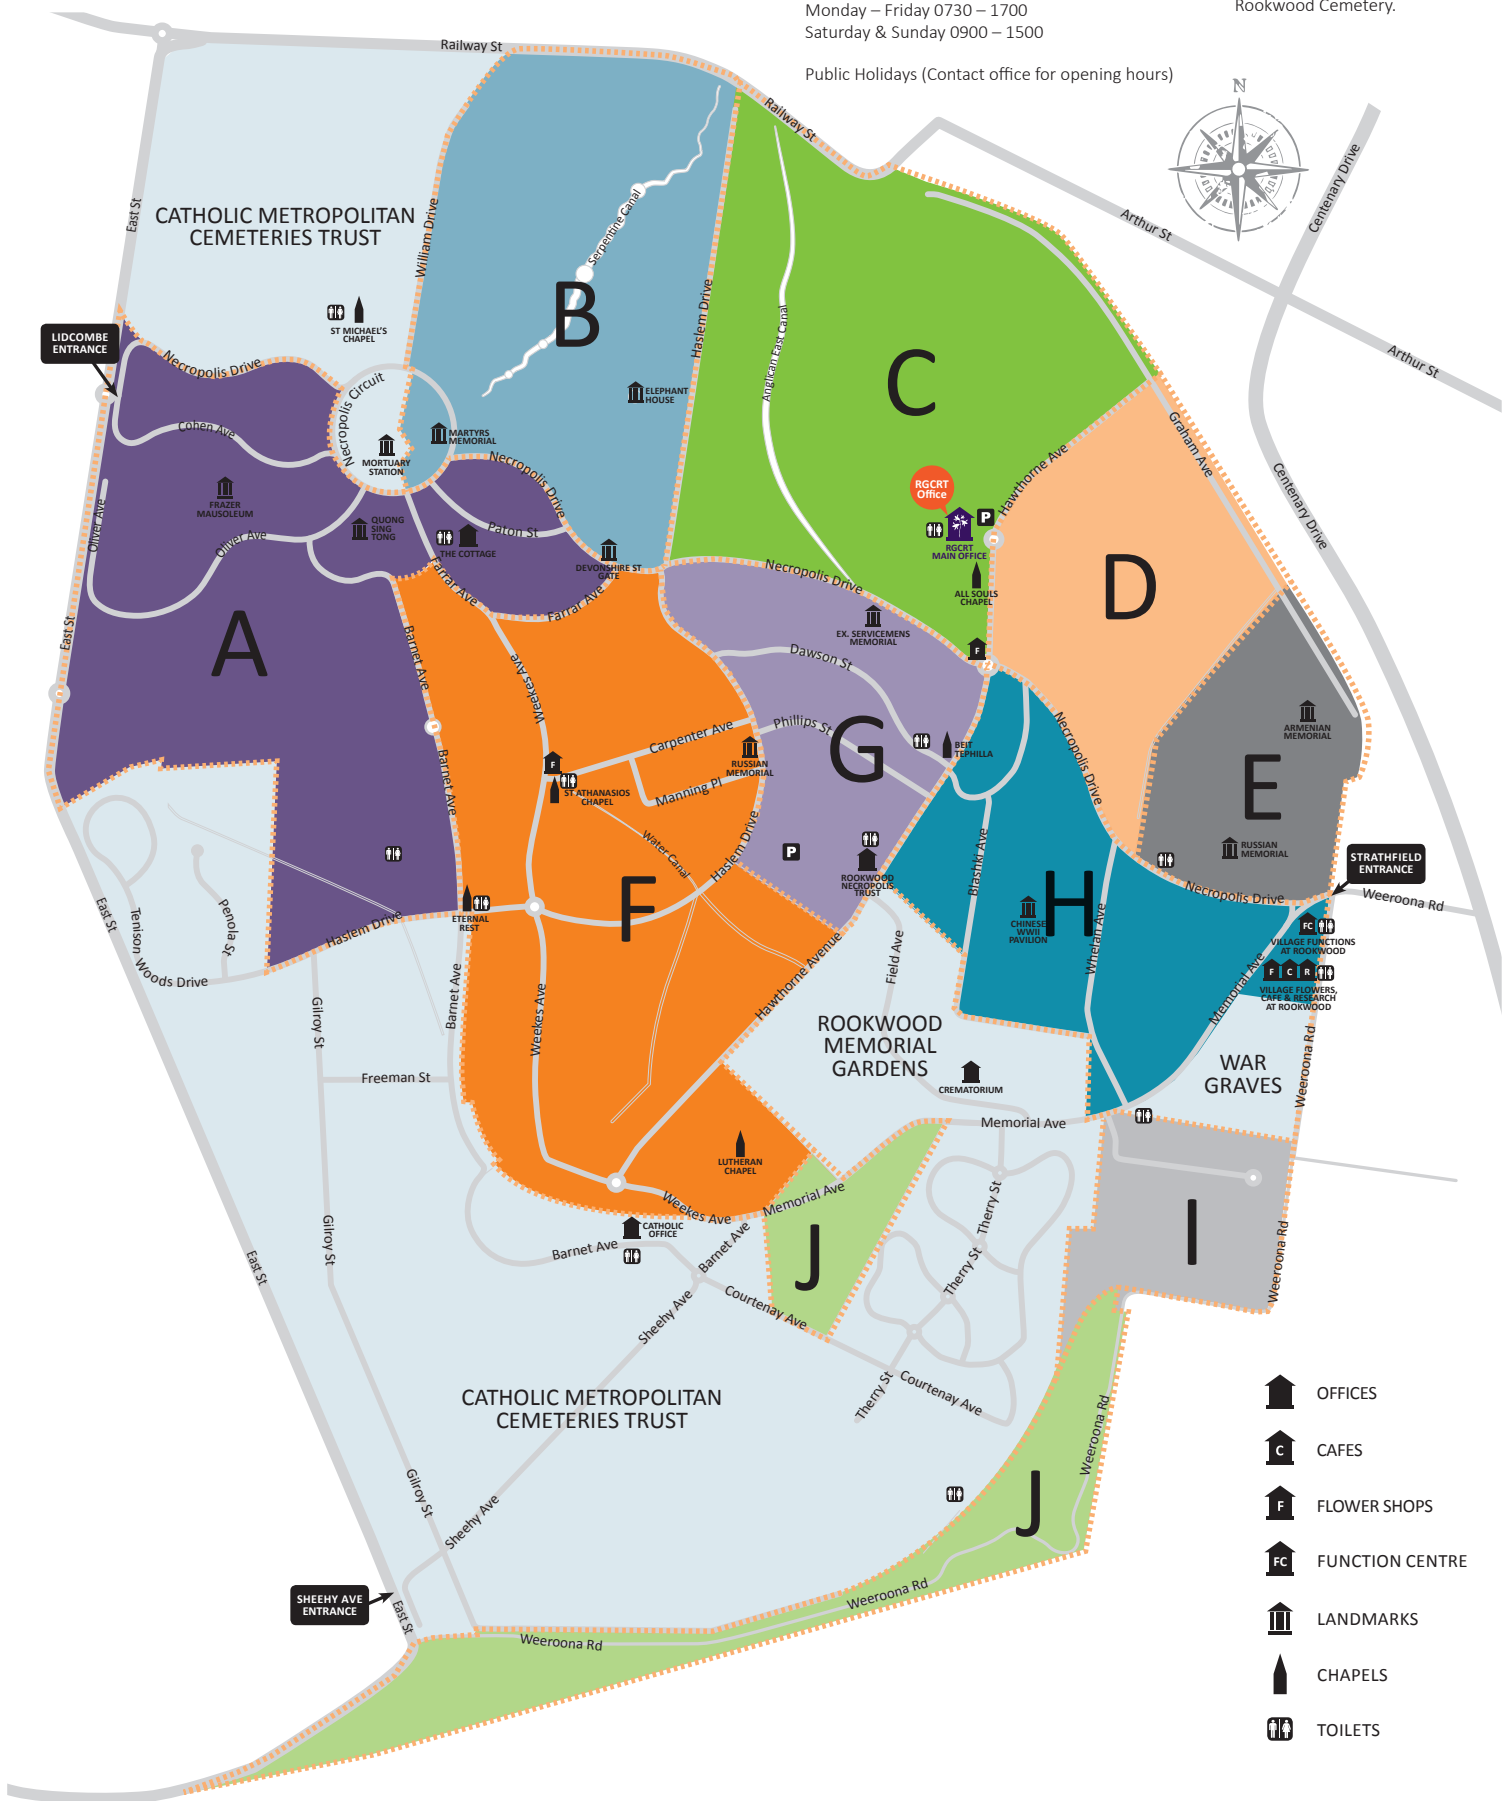 Monday – Friday 0730 – 1700
Saturday & Sunday 0900 – 1500
Public Holidays (Contact office for opening hours)
Rookwood Cemetery.
N
Railway St
Railway St
Arthur St
Arthur St
Centenary Drive
Centenary Drive
East St
CATHOLIC METROPOLITAN
CEMETERIES TRUST
William Drive
Serpentine Canal
B
Haslem Drive
Anglican East Canal
C
ST MICHAEL'S
CHAPEL
LIDCOMBE
ENTRANCE
Necropolis Drive
Necropolis Circuit
ELEPHANT
HOUSE
Cohen Ave
MARTYRS
MEMORIAL
MORTUARY
STATION
Necropolis Drive
Graham Ave
Hawthorne Ave
RGCRT
Office
P
RGCRT
MAIN OFFICE
FRAZER
MAUSOLEUM
Oliver Ave
Oliver Ave
QUONG
SING
TONG
THE COTTAGE
Paton St
DEVONSHIRE ST
GATE
Farrar Ave
Farrar Ave
Necropolis Drive
ALL SOULS
CHAPEL
D
A
East St
Barnet Ave
Weekes Ave
EX. SERVICEMENS
MEMORIAL
F
Dawson St
Phillips St
G
BEIT
TEPHILLA
Necropolis Drive
ARMENIAN
MEMORIAL
E
Carpenter Ave
RUSSIAN
MEMORIAL
Manning Pl
F
ST ATHANASIOS
CHAPEL
Barnet Ave
Water Canal
Haslem Drive
P
ROOKWOOD
NECROPOLIS
TRUST
Blashki Ave
RUSSIAN
MEMORIAL
STRATHFIELD
ENTRANCE
Weeroona Rd
Necropolis Drive
F
H
CHINESE
WWII
PAVILION
Whelan Ave
ETERNAL
REST
Haslem Drive
East St
Tenison Woods Drive
Penola St
FC
VILLAGE FUNCTIONS
AT ROOKWOOD
F C R
VILLAGE FLOWERS,
CAFE & RESEARCH
AT ROOKWOOD
Memorial Ave
Field Ave
Hawthorne Avenue
Barnet Ave
Weekes Ave
Gilroy St
Freeman St
ROOKWOOD
MEMORIAL
GARDENS
CREMATORIUM
WAR
GRAVES
Weeroona Rd
Memorial Ave
LUTHERAN
CHAPEL
Weekes Ave
Memorial Ave
CATHOLIC
OFFICE
Barnet Ave
Barnet Ave
J
Therry St
Therry St
I
Weeroona Rd
Gilroy St
East St
Sheehy Ave
Courtenay Ave
Therry St
Courtenay Ave
CATHOLIC METROPOLITAN
CEMETERIES TRUST
Weeroona Rd
J
Gilroy St
Sheehy Ave
SHEEHY AVE
ENTRANCE
East St
Weeroona Rd
Weeroona Rd
OFFICES
C CAFES
F FLOWER SHOPS
FC FUNCTION CENTRE
LANDMARKS
CHAPELS
TOILETS